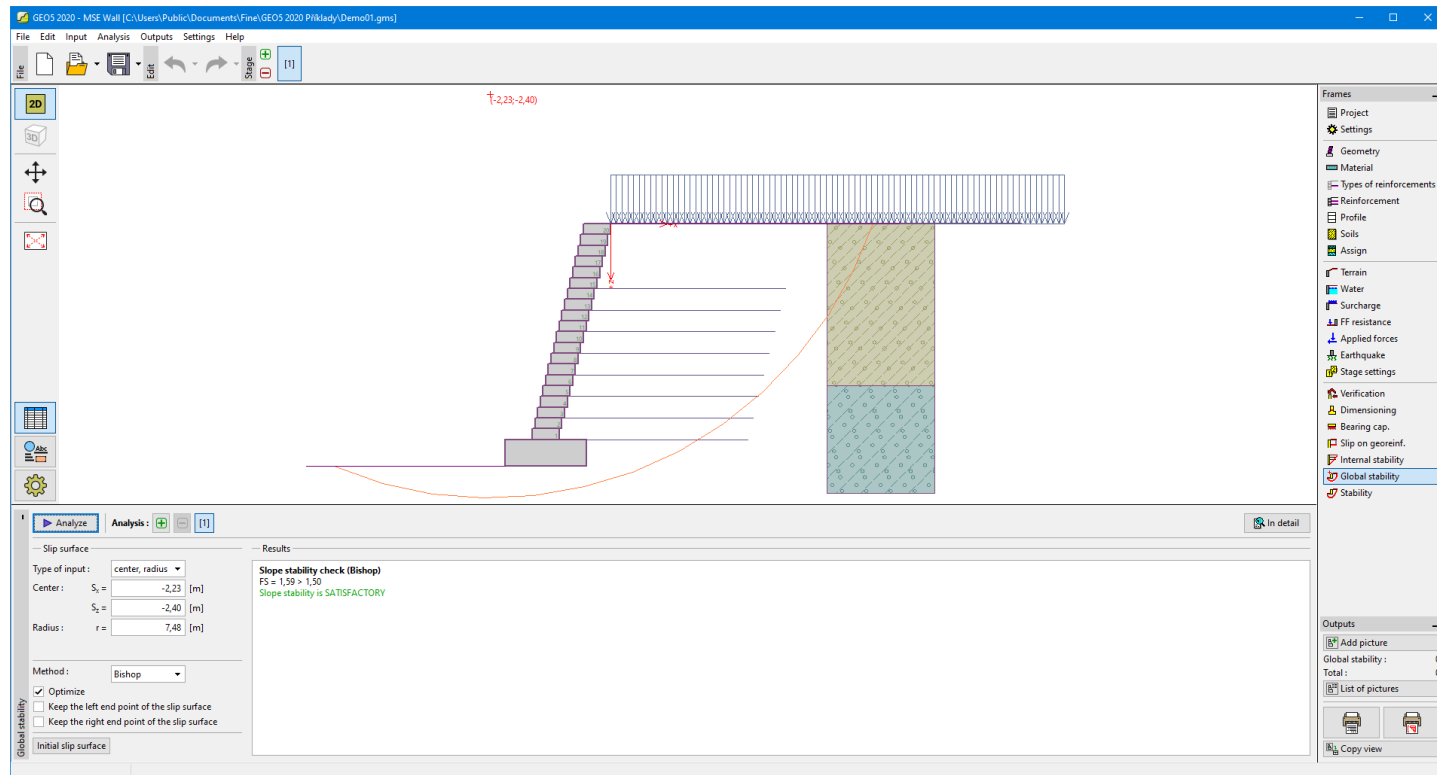 GEO5 2020 - MSE Wall [C:\Users\Public\Documents\Fine\GEO5 2020 Příklady\Demo01.gms]
File Edit Input Analysis Outputs Settings Help
File
Edit
Stage
[1]
2D
3D
-2,23;-2,40)
+x
Frames
Project
Settings
Geometry
Material
Types of reinforcements
Reinforcement
Profile
Soils
Assign
Terrain
Water
Surcharge
FF resistance
Applied forces
Earthquake
Stage settings
Verification
Dimensioning
Bearing cap.
Slip on georeinf.
Internal stability
Global stability
Stability
Abc
Analyze Analysis : [1] In detail
Slip surface
Type of input : center, radius
Center : Sx = -2,23 [m]
Sz = -2,40 [m]
Radius : r = 7,48 [m]
Method : Bishop
Optimize
Keep the left end point of the slip surface
Keep the right end point of the slip surface
Initial slip surface
Global stability
Results
Slope stability check (Bishop)
FS = 1,59 > 1,50
Slope stability is SATISFACTORY
Outputs
Add picture
Global stability :
Total :
List of pictures
Copy view